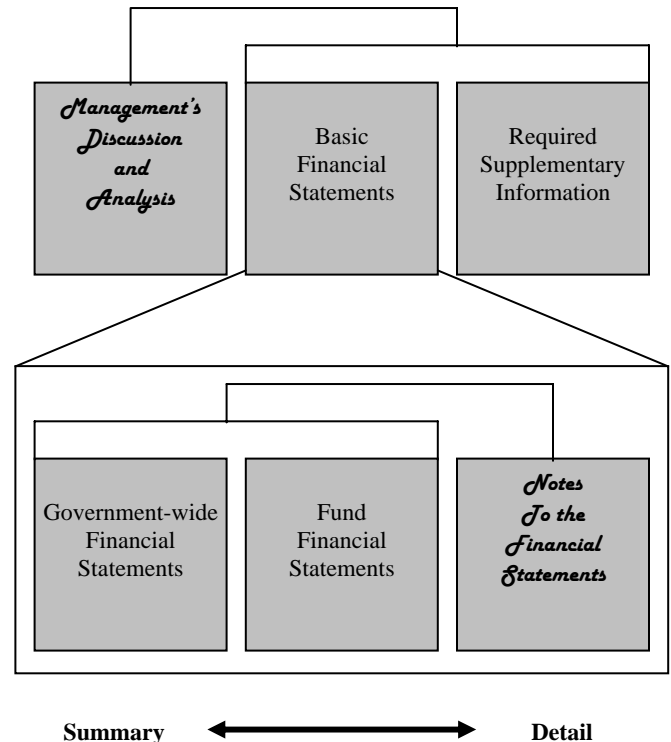 Management's
Discussion
and
Analysis
Basic
Financial
Statements
Required
Supplementary
Information
Government-wide
Financial
Statements
Fund
Financial
Statements
Notes
To the
Financial
Statements
Summary
Detail